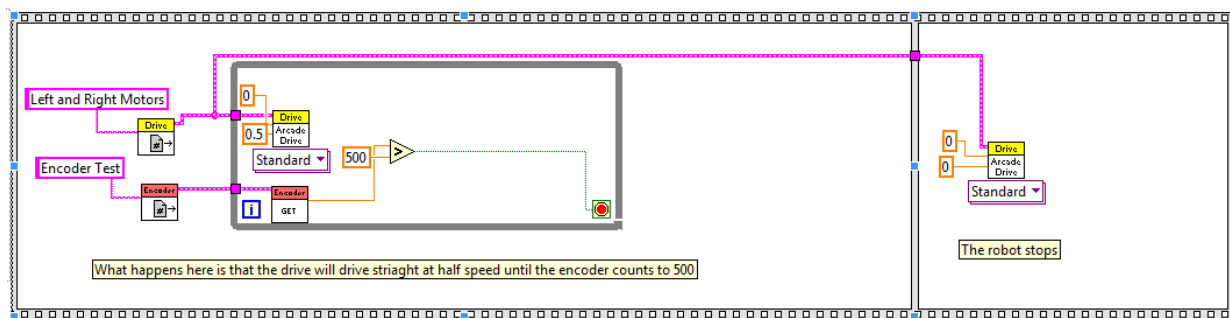 Left and Right Motors
Drive
#
0
0.5
Drive
Arcade
Drive
Standard
500
>
Encoder Test
Encoder
#
i
Encoder
GET
What happens here is that the drive will drive striaght at half speed until the encoder counts to 500
0
0
Drive
Arcade
Drive
Standard
The robot stops